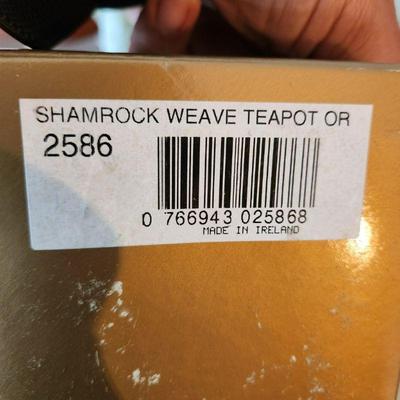 SHAMROCK WEAVE TEAPOT OR
2586
0 766943 025868
MADE IN IRELAND